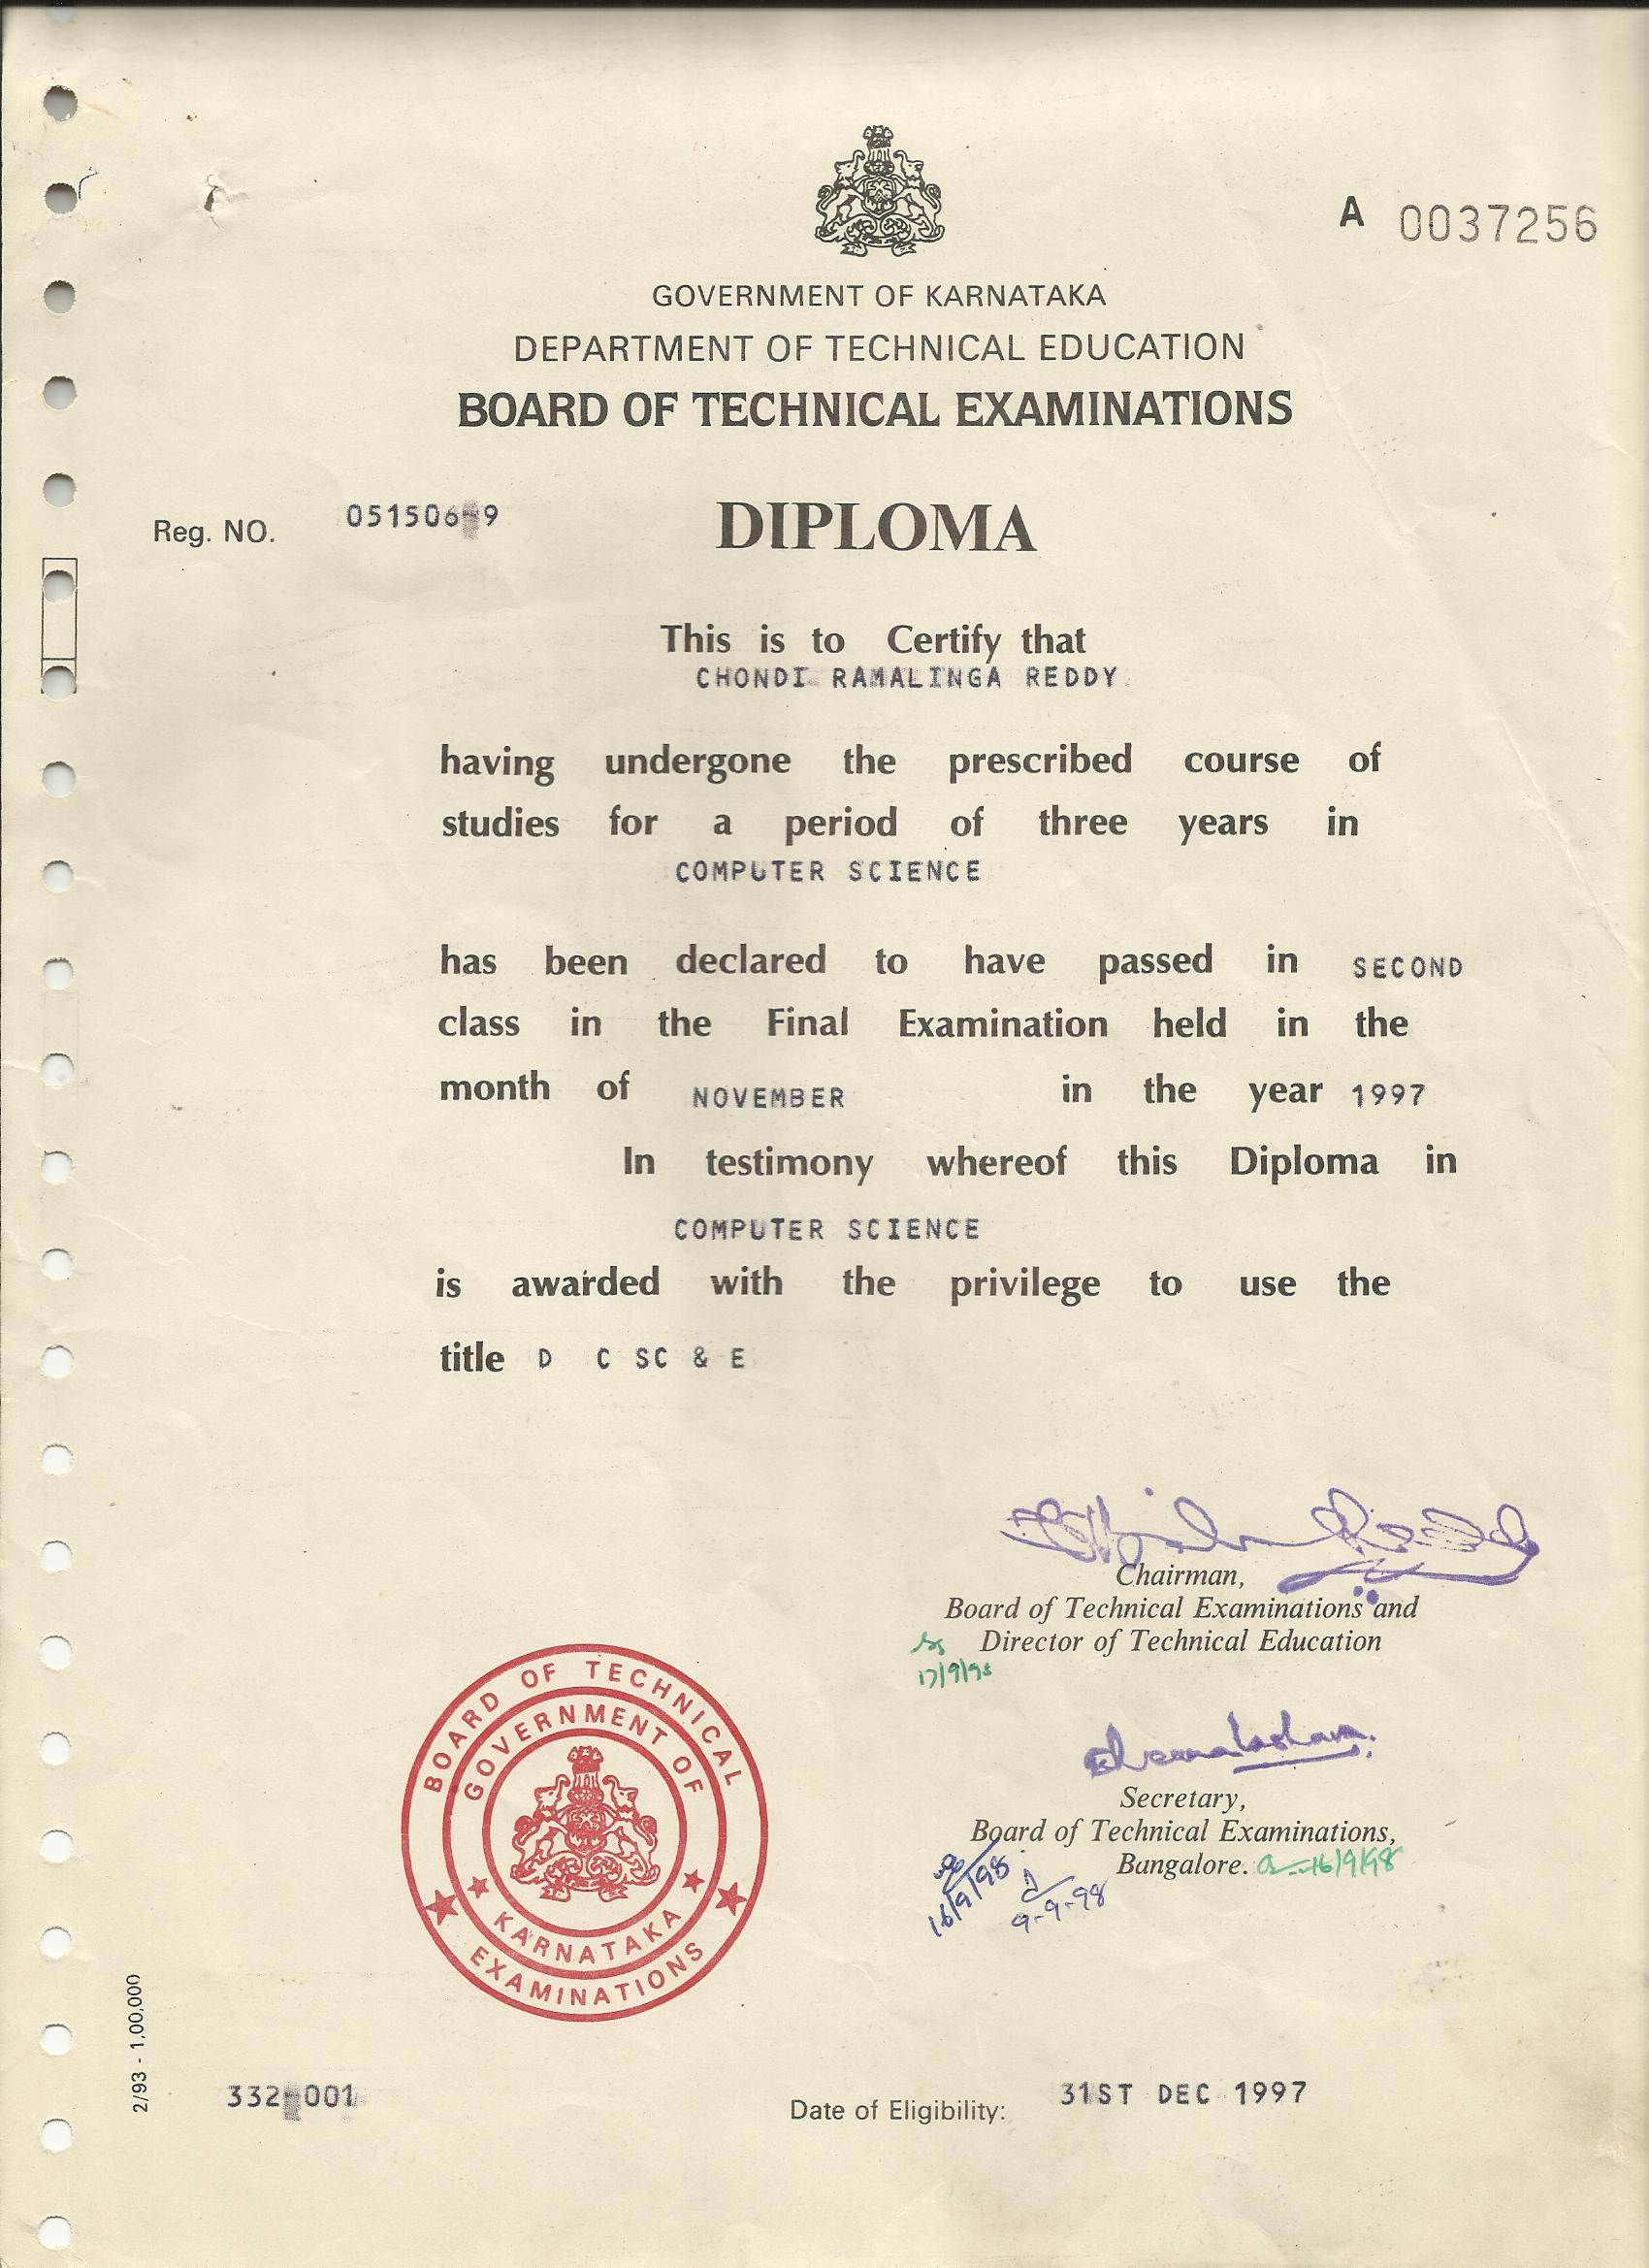 A 0037256
GOVERNMENT OF KARNATAKA
DEPARTMENT OF TECHNICAL EDUCATION
BOARD OF TECHNICAL EXAMINATIONS
Reg. NO.
DIPLOMA
This is to Certify that
CHONDI RAMALINGA REDDY
having undergone the prescribed course of
studies for a period of three years in
COMPUTER SCIENCE
has been declared to have passed in SECOND
class in the Final Examination held in the
month of NOVEMBER in the year 1997
In testimony whereof this Diploma in
COMPUTER SCIENCE
is awarded with the privilege to use the
title D C SC & E
Chairman,
Board of Technical Examinations and
Director of Technical Education
17/9/98
Secretary,
Board of Technical Examinations,
Bangalore. 16/9/98
16/9/98
9-9-98
BOARD OF TECHNICAL EXAMINATIONS
GOVERNMENT OF KARNATAKA
2/93 - 1,00,000
332-001
Date of Eligibility: 31ST DEC 1997